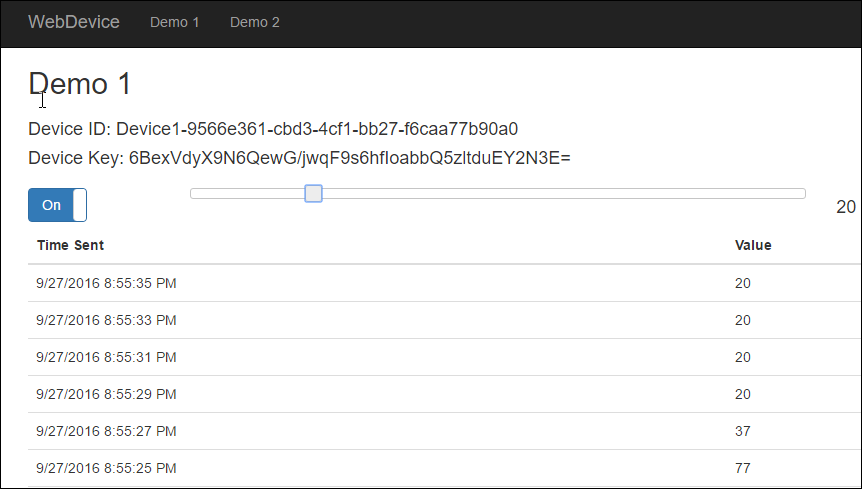 WebDevice Demo 1 Demo 2
Demo 1
Device ID: Device1-9566e361-cbd3-4cf1-bb27-f6caa77b90a0
Device Key: 6BexVdyX9N6QewG/jwqF9s6hfIoabbQ5zltduEY2N3E=
On 20
Time Sent Value
9/27/2016 8:55:35 PM 20
9/27/2016 8:55:33 PM 20
9/27/2016 8:55:31 PM 20
9/27/2016 8:55:29 PM 20
9/27/2016 8:55:27 PM 37
9/27/2016 8:55:25 PM 77